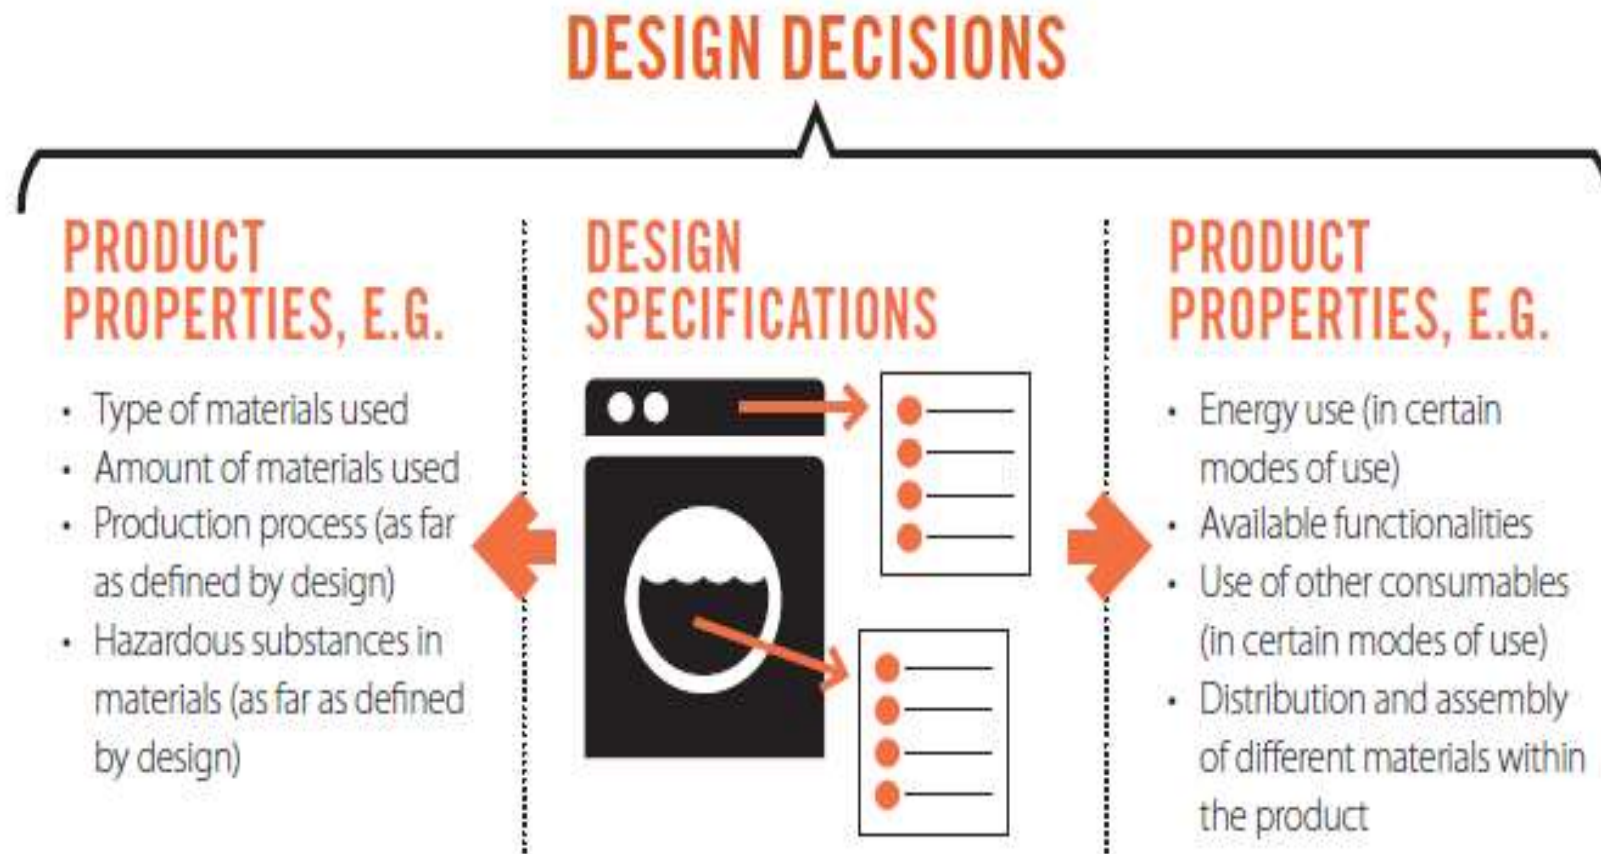 DESIGN DECISIONS
PRODUCT
PROPERTIES, E.G.
• Type of materials used
• Amount of materials used
• Production process (as far
as defined by design)
• Hazardous substances in
materials (as far as defined
by design)
DESIGN
SPECIFICATIONS
PRODUCT
PROPERTIES, E.G.
• Energy use (in certain
modes of use)
• Available functionalities
• Use of other consumables
(in certain modes of use)
• Distribution and assembly
of different materials within
the product